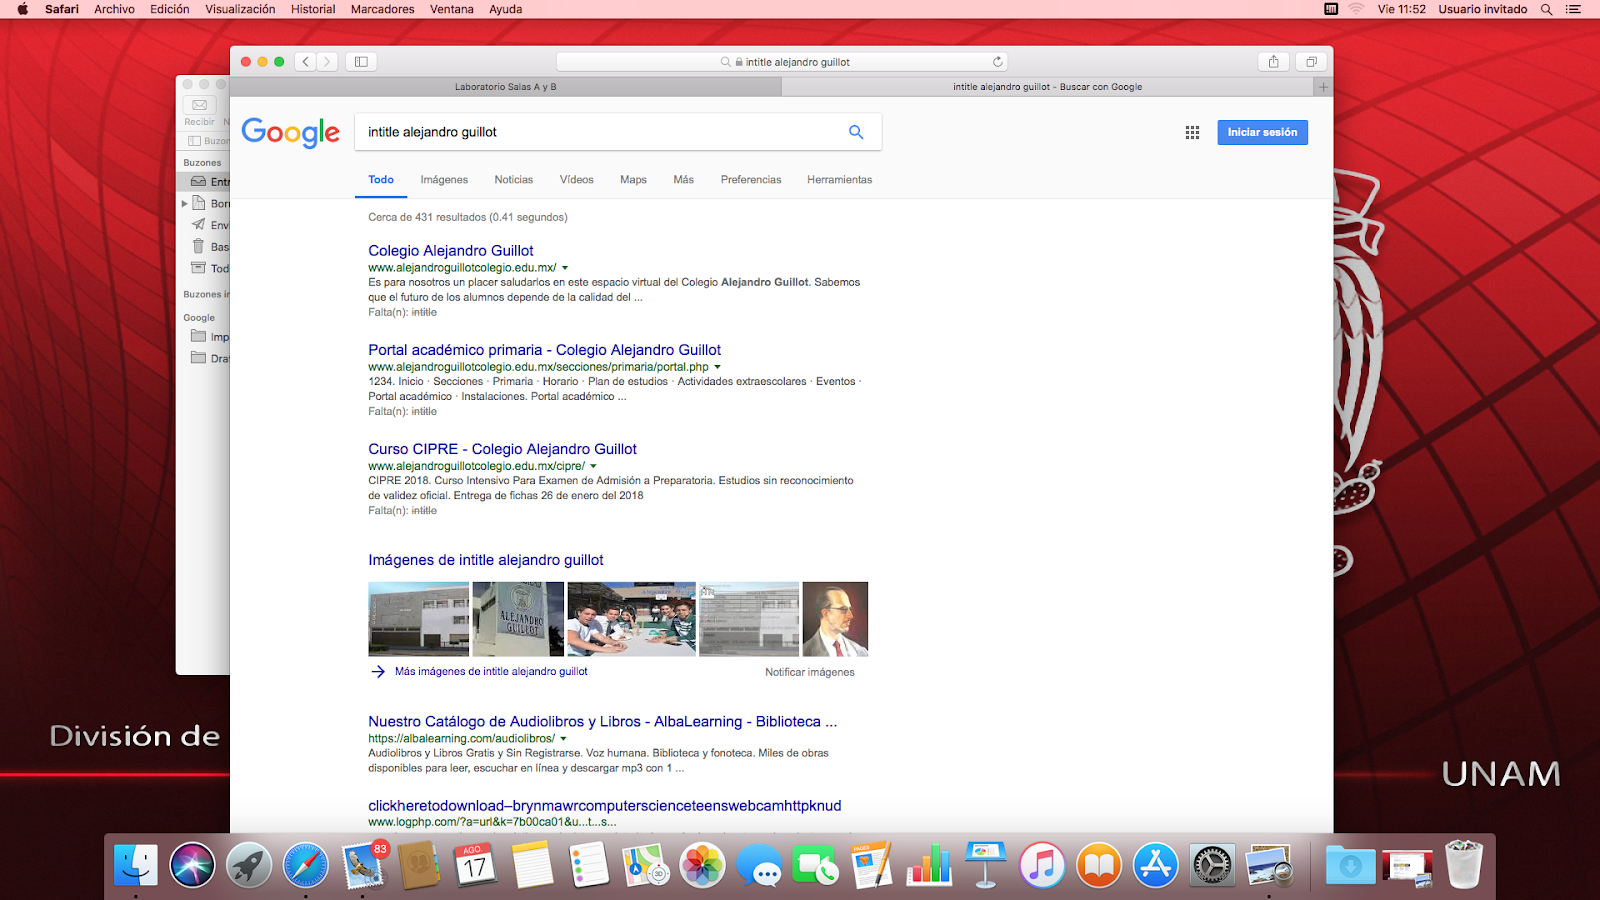 Safari Archivo Edición Visualización Historial Marcadores Ventana Ayuda Vie 11:52 Usuario invitado
intitle alejandro guillot
Laboratorio Salas A y B intitle alejandro guillot - Buscar con Google
Recibir
Buzones
Google
Google intitle alejandro guillot Iniciar sesión
Todo Imágenes Noticias Vídeos Maps Más Preferencias Herramientas
Cerca de 431 resultados (0.41 segundos)
Colegio Alejandro Guillot
www.alejandroguillotcolegio.edu.mx/
Es para nosotros un placer saludarlos en este espacio virtual del Colegio Alejandro Guillot. Sabemos
que el futuro de los alumnos depende de la calidad del ...
Falta(n): intitle
Portal académico primaria - Colegio Alejandro Guillot
www.alejandroguillotcolegio.edu.mx/secciones/primaria/portal.php
1234. Inicio · Secciones · Primaria · Horario · Plan de estudios · Actividades extraescolares · Eventos ·
Portal académico · Instalaciones. Portal académico ...
Falta(n): intitle
Curso CIPRE - Colegio Alejandro Guillot
www.alejandroguillotcolegio.edu.mx/cipre/
CIPRE 2018. Curso Intensivo Para Examen de Admisión a Preparatoria. Estudios sin reconocimiento
de validez oficial. Entrega de fichas 26 de enero del 2018
Falta(n): intitle
Imágenes de intitle alejandro guillot
ALEJANDRO
GUILLOT
Más imágenes de intitle alejandro guillot Notificar imágenes
Nuestro Catálogo de Audiolibros y Libros - AlbaLearning - Biblioteca ...
https://albalearning.com/audiolibros/
Audiolibros y Libros Gratis y Sin Registrarse. Voz humana. Biblioteca y fonoteca. Miles de obras
disponibles para leer, escuchar en línea y descargar mp3 con 1 ...
clickheretodownload–brynmawrcomputerscienceteenswebcamhttpknud
www.logphp.com/?a=url&k=7b00ca01&u...t...s...
División de
UNAM
83
AGO.
17
PAGES
3D